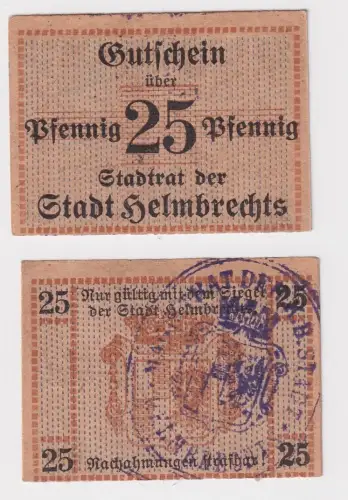 Gutschein
über
Pfennig 25 Pfennig
Stadtrat der
Stadt Helmbrechts
25 Nur gültig mit dem Siegel 25
der Stadt Helmbrechts
25 Nachahmungen strafbar! 25